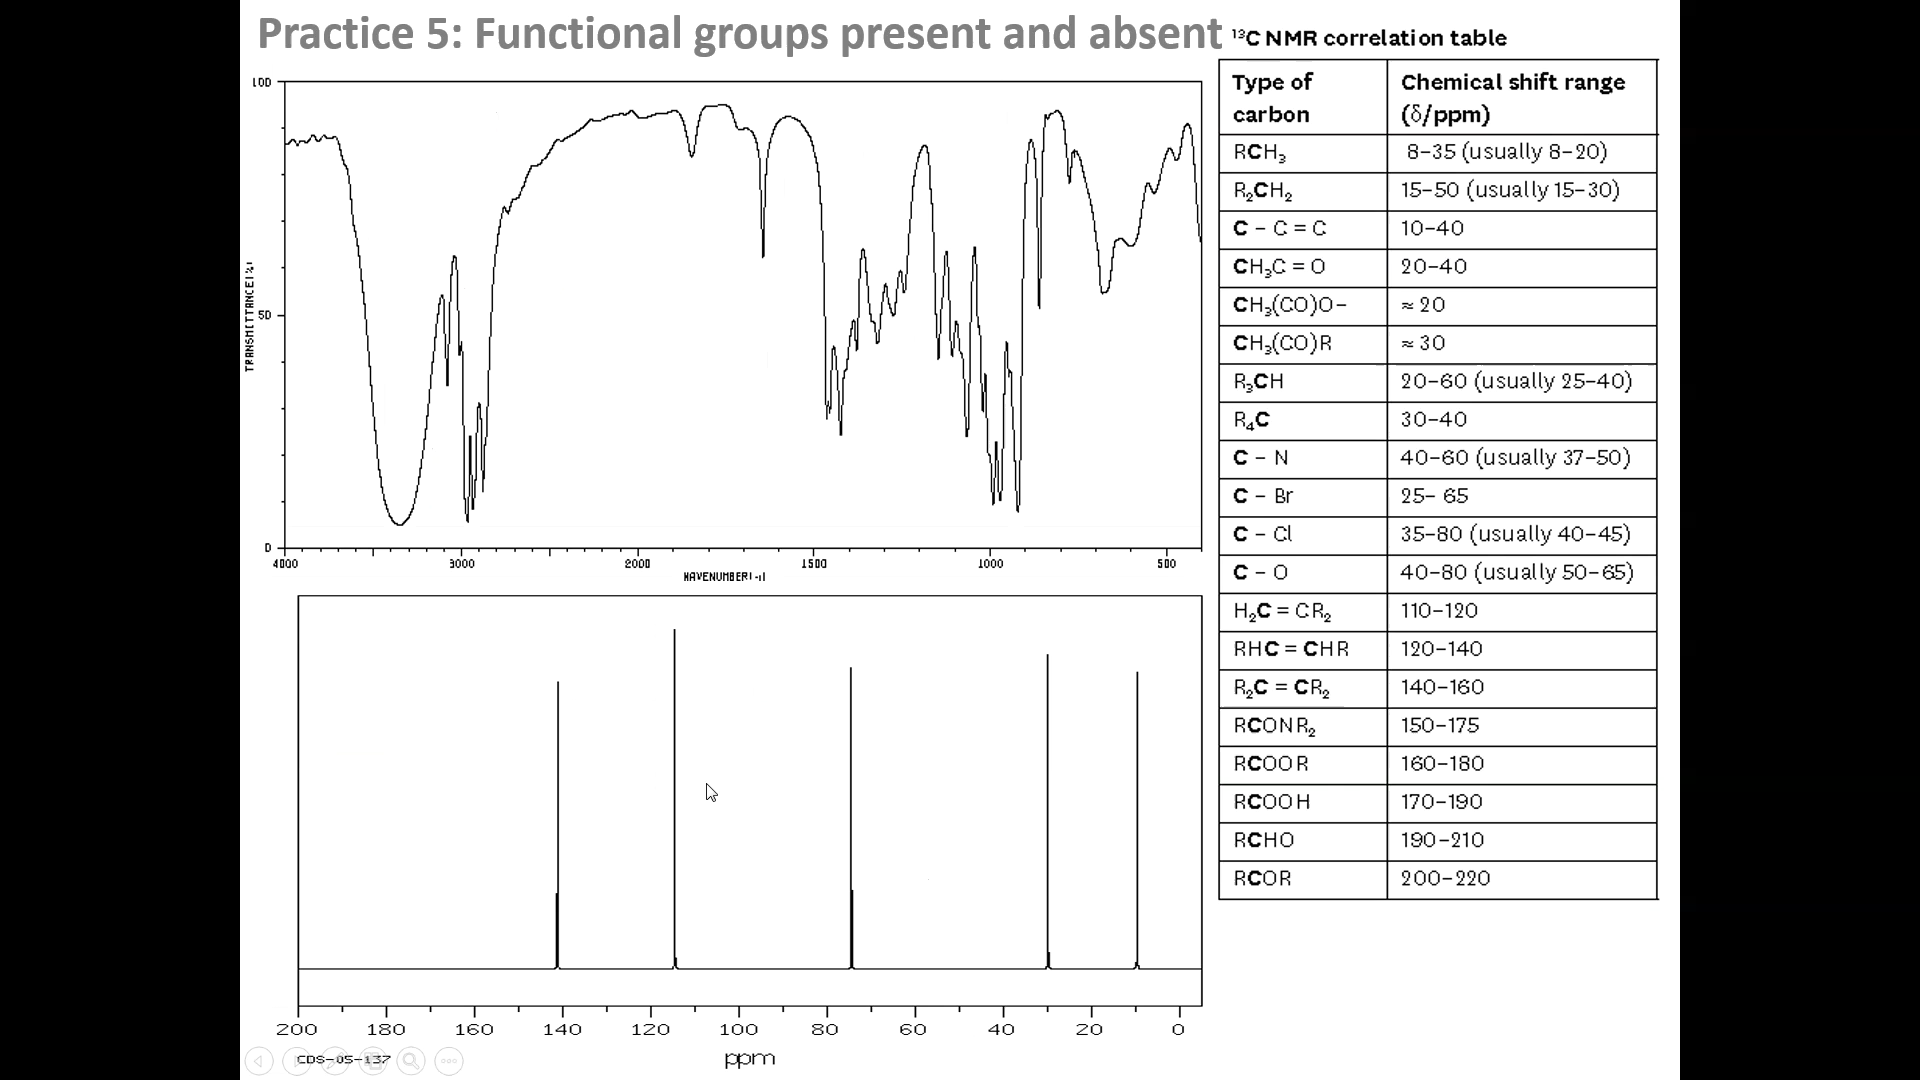 Practice 5: Functional groups present and absent
100
50
0
TRANSMITTANCE[%]
4000 3000 2000 1500 1000 500
WAVENUMBER[-1]
200 180 160 140 120 100 80 60 40 20 0
ppm
CDS-05-137
¹³C NMR correlation table
Type of carbon Chemical shift range (δ/ppm)
RCH₃ 8–35 (usually 8–20)
R₂CH₂ 15–50 (usually 15–30)
C – C = C 10–40
CH₃C = O 20–40
CH₃(CO)O– ≈ 20
CH₃(CO)R ≈ 30
R₃CH 20–60 (usually 25–40)
R₄C 30–40
C – N 40–60 (usually 37–50)
C – Br 25– 65
C – Cl 35–80 (usually 40–45)
C – O 40–80 (usually 50–65)
H₂C = CR₂ 110–120
RHC = CHR 120–140
R₂C = CR₂ 140–160
RCONR₂ 150–175
RCOOR 160–180
RCOOH 170–190
RCHO 190–210
RCOR 200–220